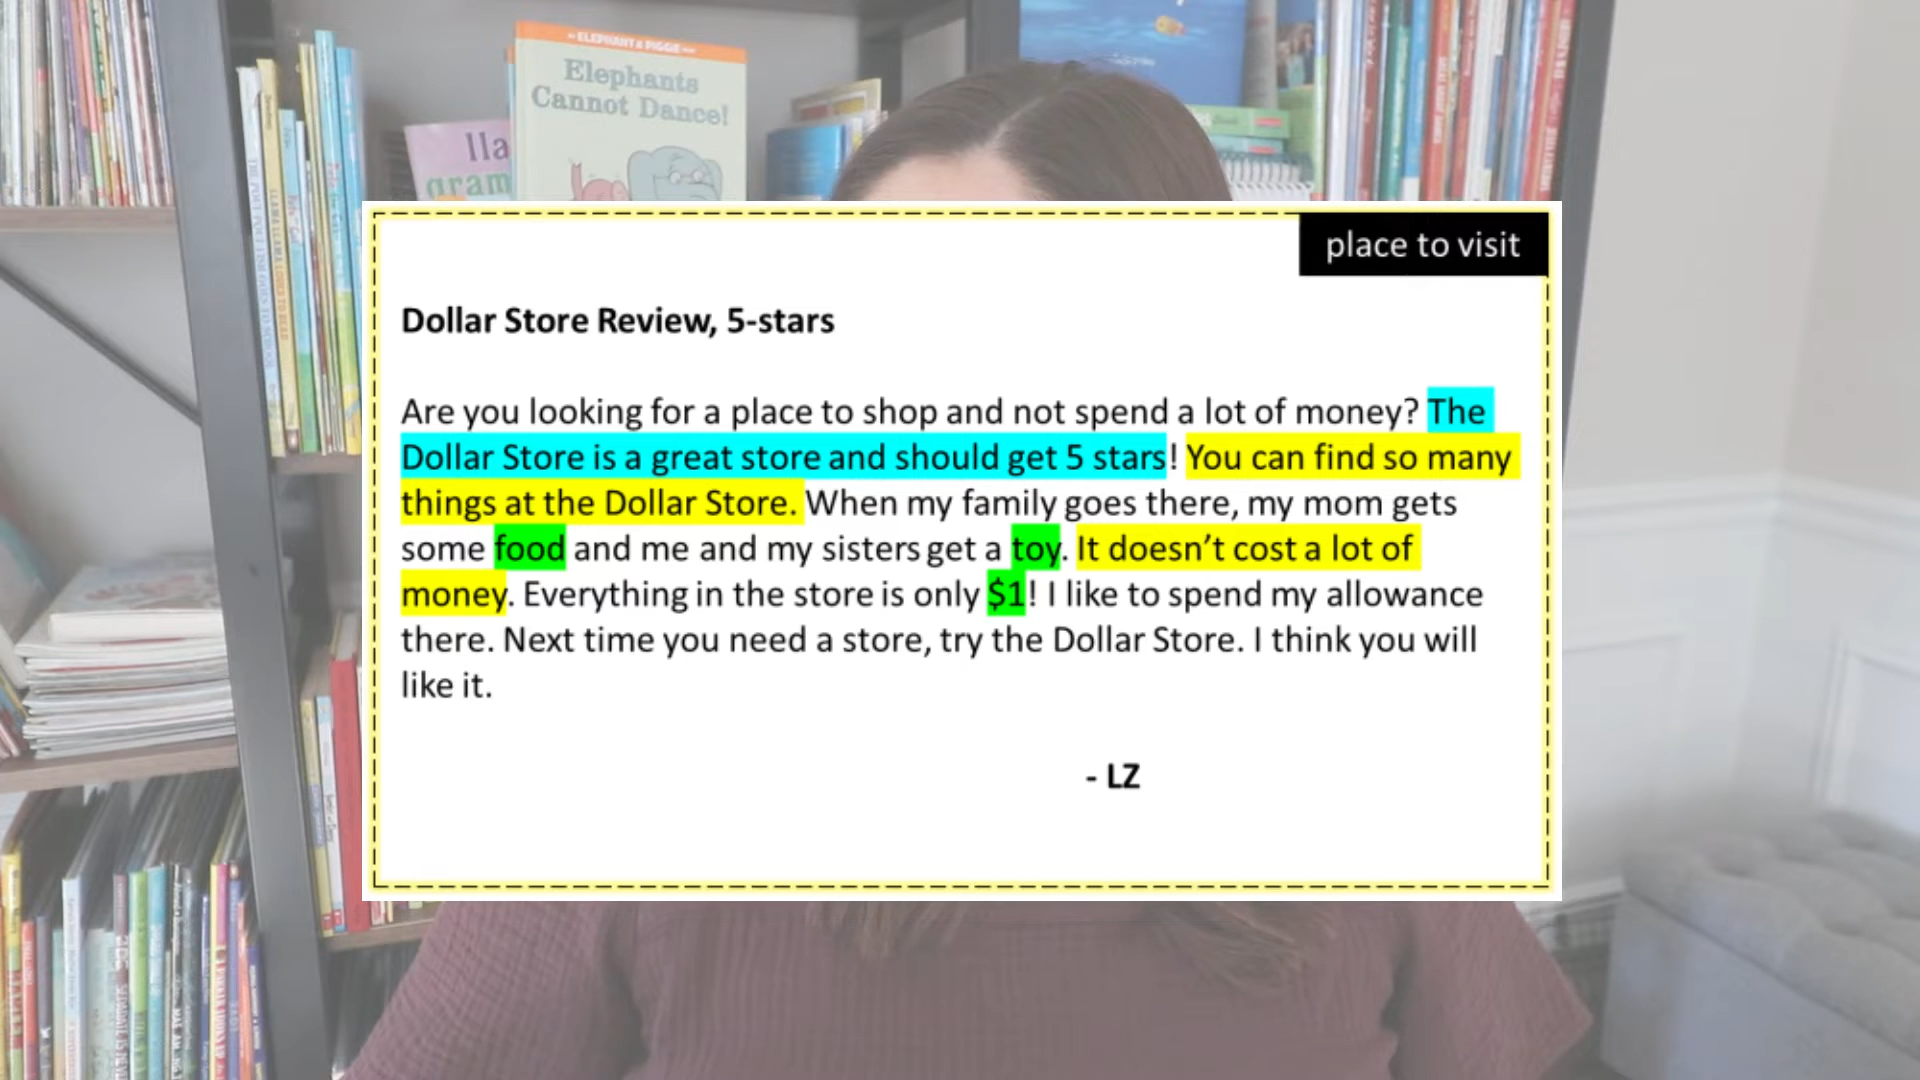 ELEPHANT & PIGGIE
Elephants
Cannot Dance!
lla
gram
place to visit
Dollar Store Review, 5-stars
Are you looking for a place to shop and not spend a lot of money? The
Dollar Store is a great store and should get 5 stars! You can find so many
things at the Dollar Store. When my family goes there, my mom gets
some food and me and my sisters get a toy. It doesn’t cost a lot of
money. Everything in the store is only $1! I like to spend my allowance
there. Next time you need a store, try the Dollar Store. I think you will
like it.
- LZ